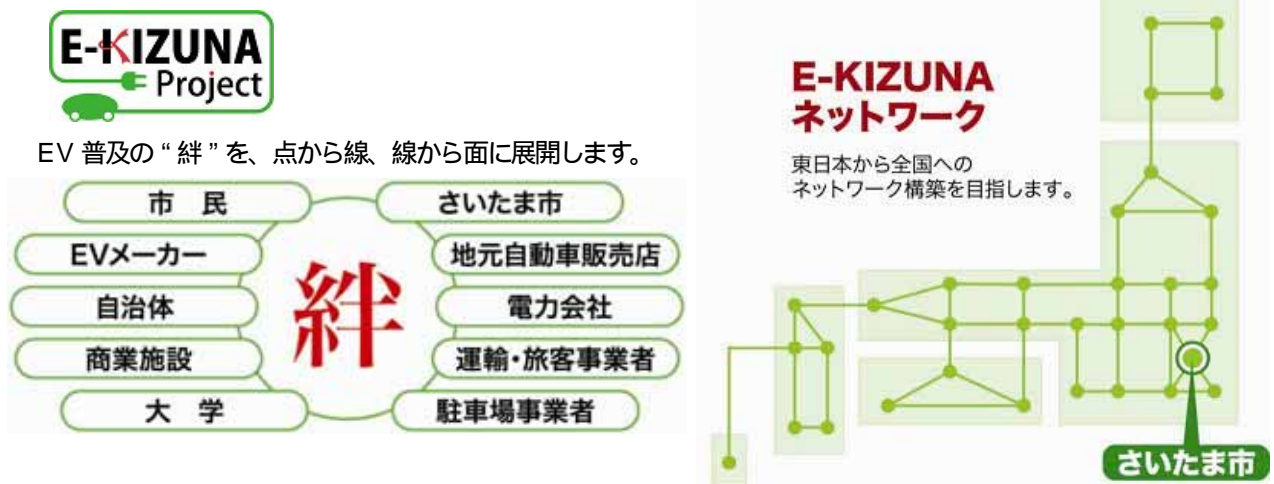 E-KIZUNA
Project
EV 普及の“絆”を、点から線、線から面に展開します。
市 民
さいたま市
EVメーカー
地元自動車販売店
自治体
電力会社
商業施設
運輸・旅客事業者
大 学
駐車場事業者
絆
E-KIZUNA
ネットワーク
東日本から全国への
ネットワーク構築を目指します。
さいたま市